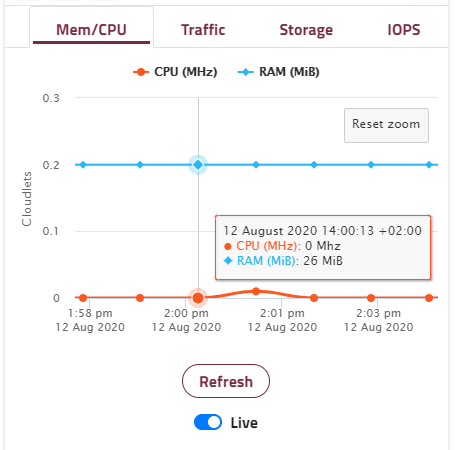 Mem/CPU Traffic Storage IOPS
CPU (MHz) RAM (MiB)
0.3
Reset zoom
0.2
Cloudlets
0.1
12 August 2020 14:00:13 +02:00
CPU (MHz): 0 Mhz
RAM (MiB): 26 MiB
0
1:58 pm 2:00 pm 2:01 pm 2:03 pm
12 Aug 2020 12 Aug 2020 12 Aug 2020 12 Aug 2020
Refresh
Live